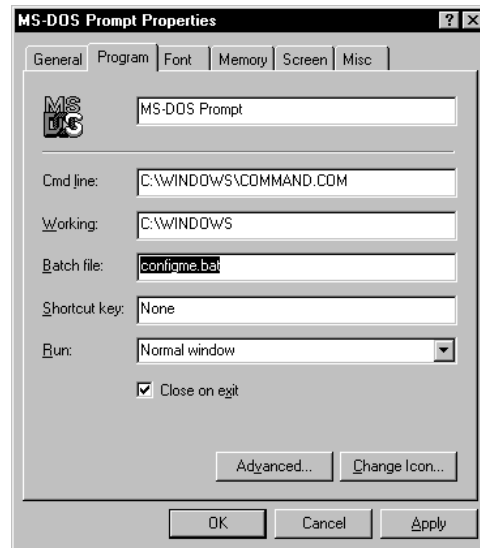 MS-DOS Prompt Properties
General Program Font Memory Screen Misc
MS DOS
MS-DOS Prompt
Cmd line: C:\WINDOWS\COMMAND.COM
Working: C:\WINDOWS
Batch file: configme.bat
Shortcut key: None
Run: Normal window
Close on exit
Advanced... Change Icon...
OK Cancel Apply